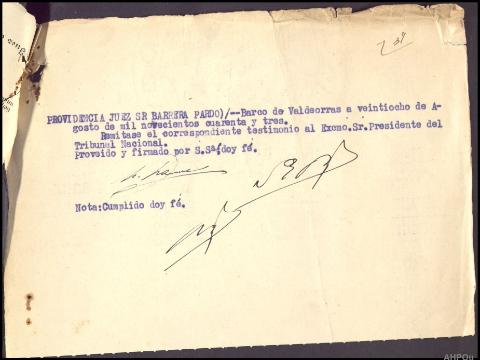 PROVIDENCIA JUEZ SR BARRERA PARDO)/--Barco de Valdeorras a veintiocho de A-
gosto de mil novecientos cuarenta y tres.
Remitase el correspondiente testimonio al Excmo.Sr.Presidente del
Tribunal Nacional.
Proveido y firmado por S.Sª;doy fé.
Nota:Cumplido doy fé.
AHPOu